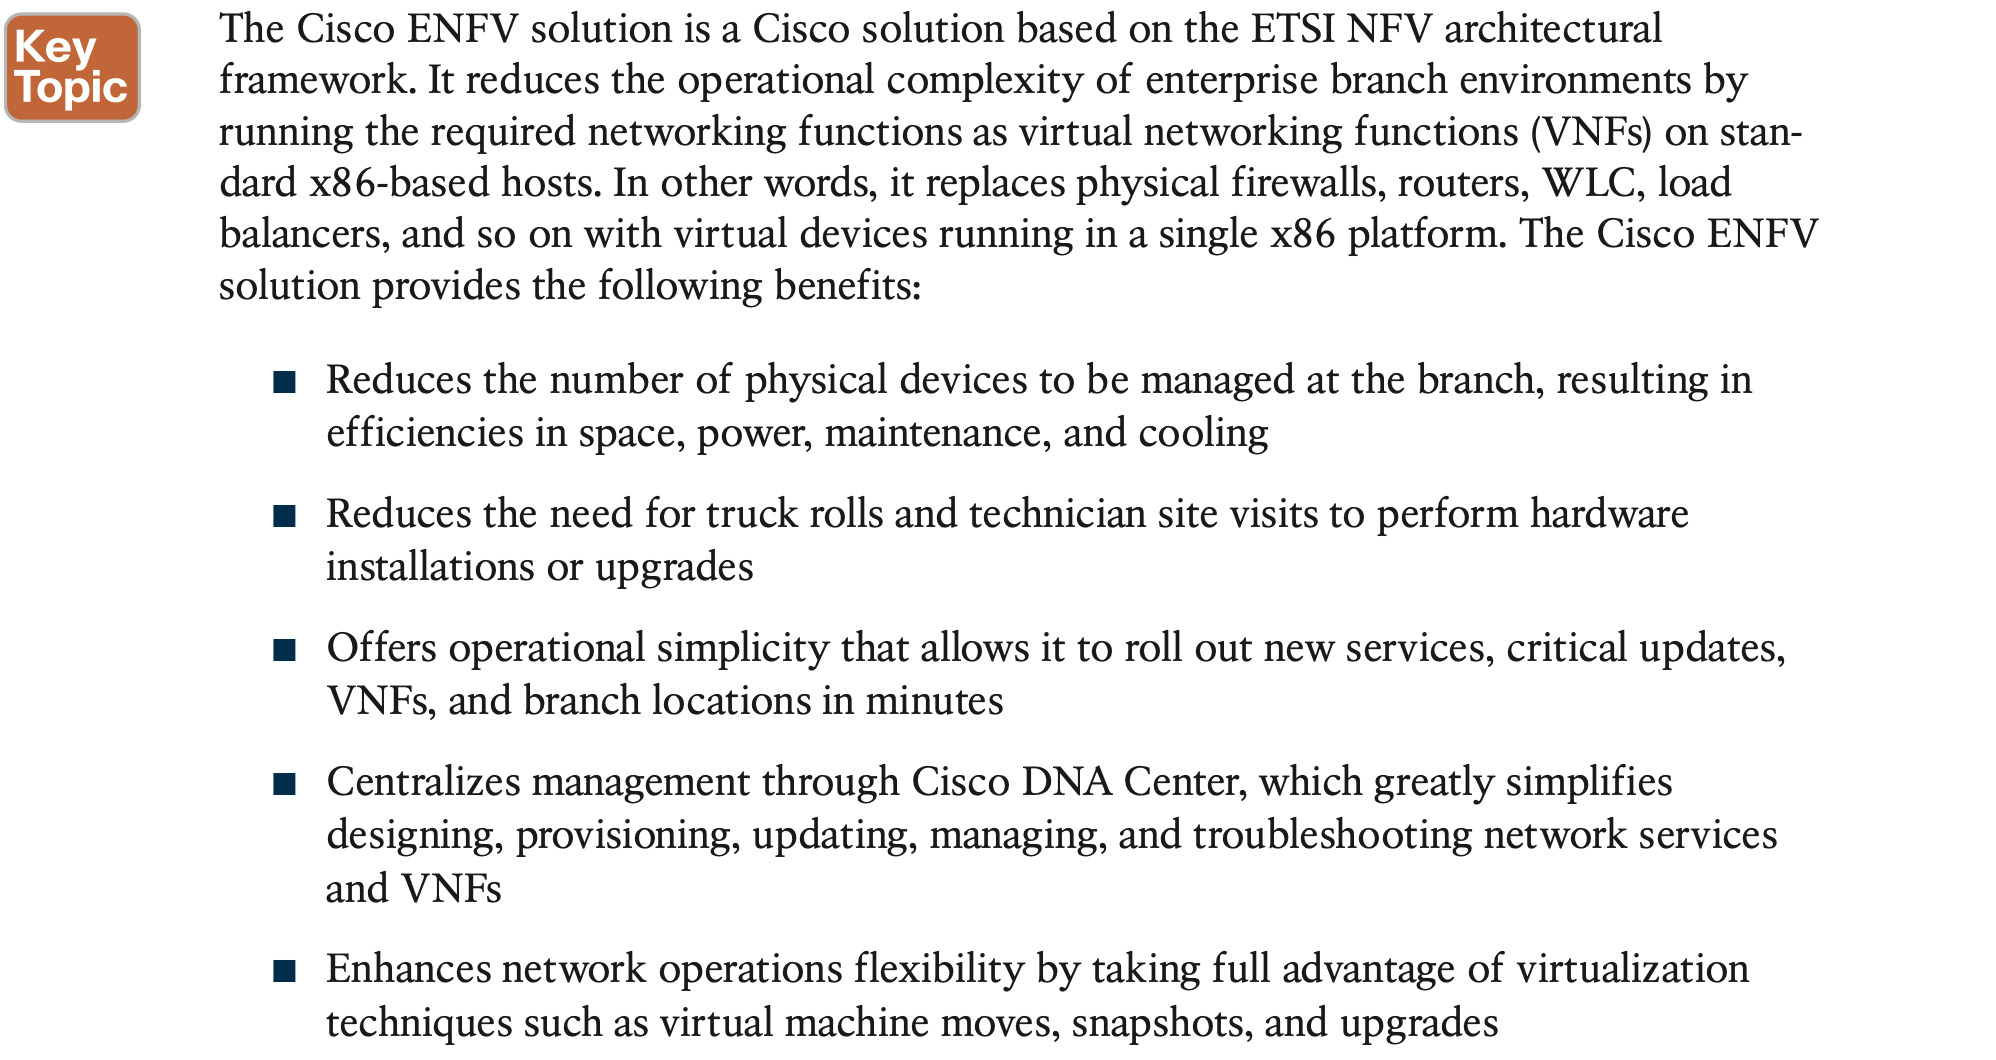 Key
Topic
The Cisco ENFV solution is a Cisco solution based on the ETSI NFV architectural
framework. It reduces the operational complexity of enterprise branch environments by
running the required networking functions as virtual networking functions (VNFs) on stan-
dard x86-based hosts. In other words, it replaces physical firewalls, routers, WLC, load
balancers, and so on with virtual devices running in a single x86 platform. The Cisco ENFV
solution provides the following benefits:
■ Reduces the number of physical devices to be managed at the branch, resulting in
efficiencies in space, power, maintenance, and cooling
■ Reduces the need for truck rolls and technician site visits to perform hardware
installations or upgrades
■ Offers operational simplicity that allows it to roll out new services, critical updates,
VNFs, and branch locations in minutes
■ Centralizes management through Cisco DNA Center, which greatly simplifies
designing, provisioning, updating, managing, and troubleshooting network services
and VNFs
■ Enhances network operations flexibility by taking full advantage of virtualization
techniques such as virtual machine moves, snapshots, and upgrades